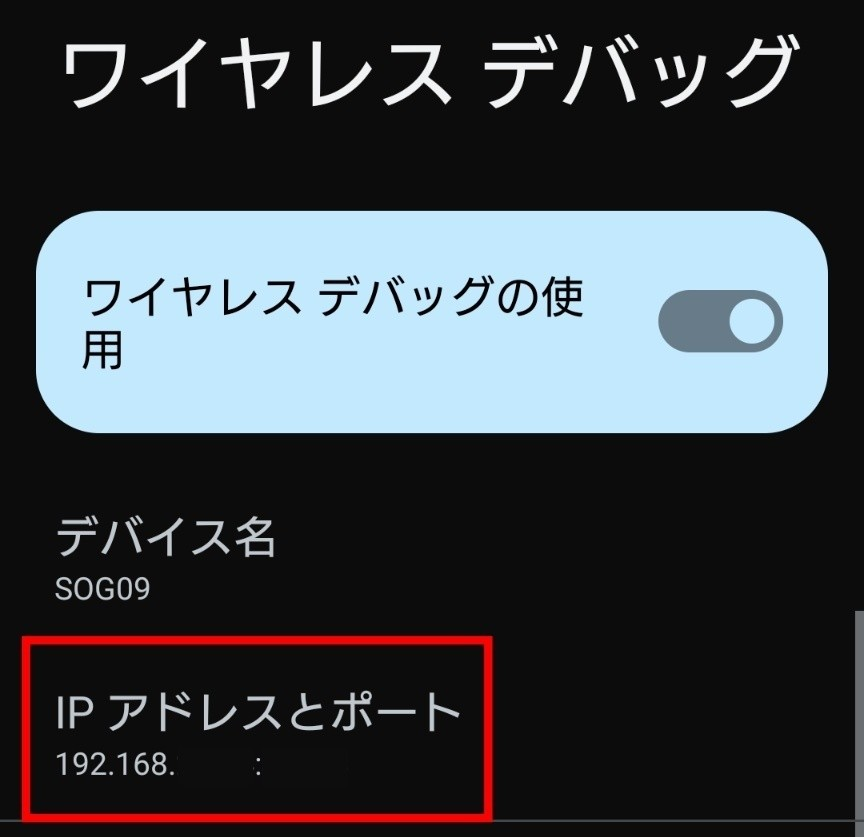 ワイヤレス デバッグ
ワイヤレス デバッグの使
用
デバイス名
SOG09
IP アドレスとポート
192.168. :